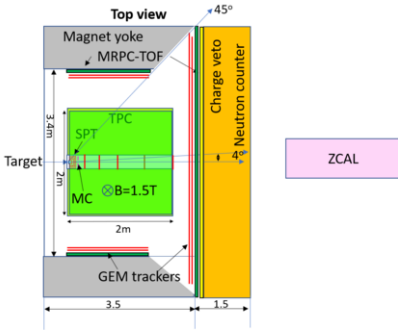 Top view
45°
Magnet yoke
MRPC-TOF
Charge veto
Neutron counter
3.4m
TPC
SPT
Target
4°
ZCAL
2m
MC
⊗B=1.5T
2m
GEM trackers
3.5
1.5